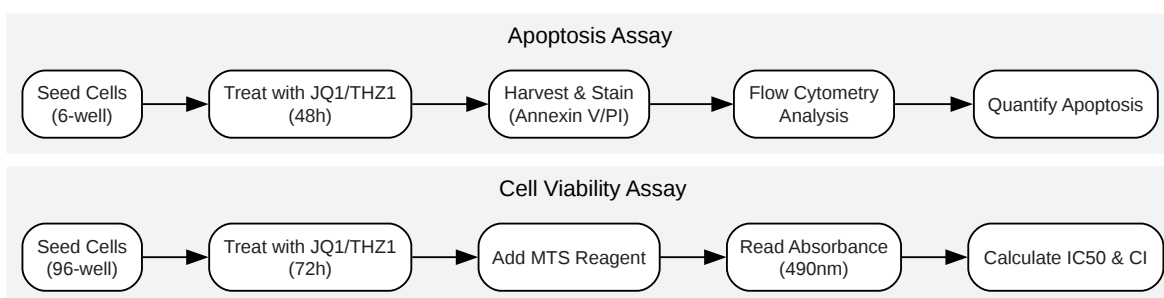 Apoptosis Assay
Seed Cells
(6-well)
Treat with JQ1/THZ1
(48h)
Harvest & Stain
(Annexin V/PI)
Flow Cytometry
Analysis
Quantify Apoptosis
Cell Viability Assay
Seed Cells
(96-well)
Treat with JQ1/THZ1
(72h)
Add MTS Reagent
Read Absorbance
(490nm)
Calculate IC50 & CI